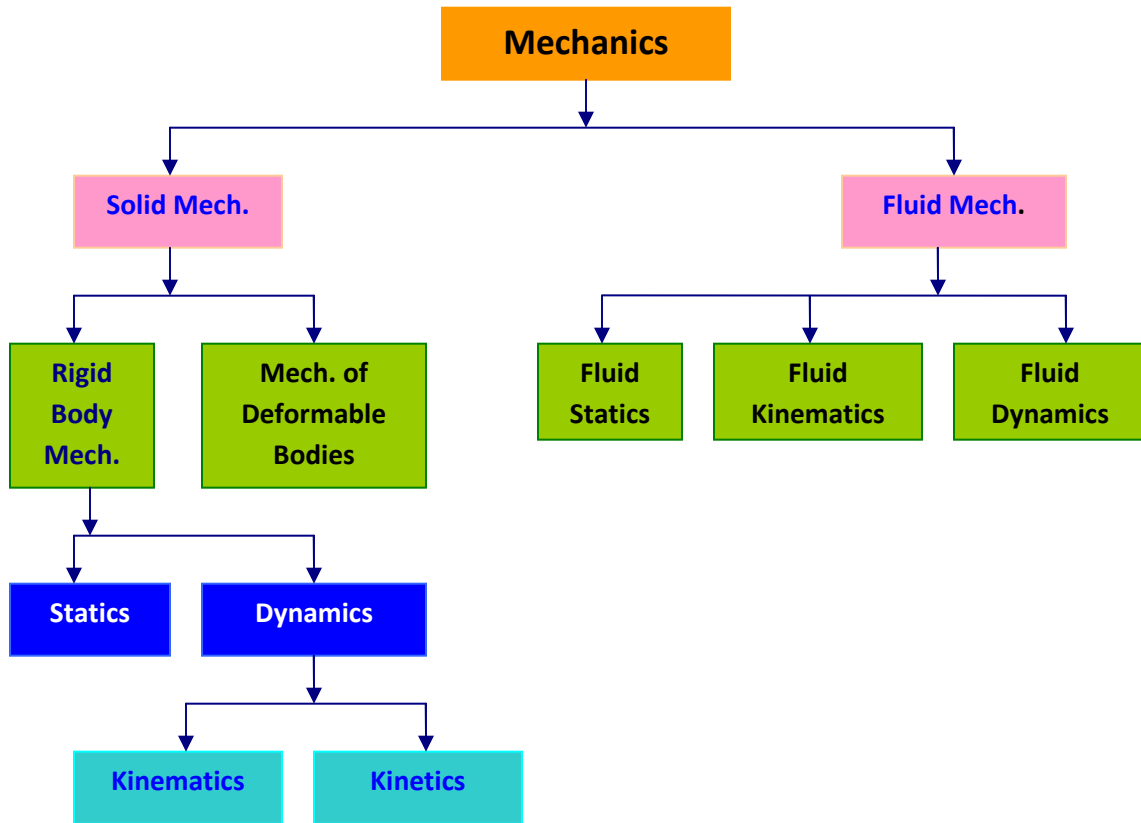 Mechanics
Solid Mech.
Fluid Mech.
Rigid
Body
Mech.
Mech. of
Deformable
Bodies
Fluid
Statics
Fluid
Kinematics
Fluid
Dynamics
Statics
Dynamics
Kinematics
Kinetics